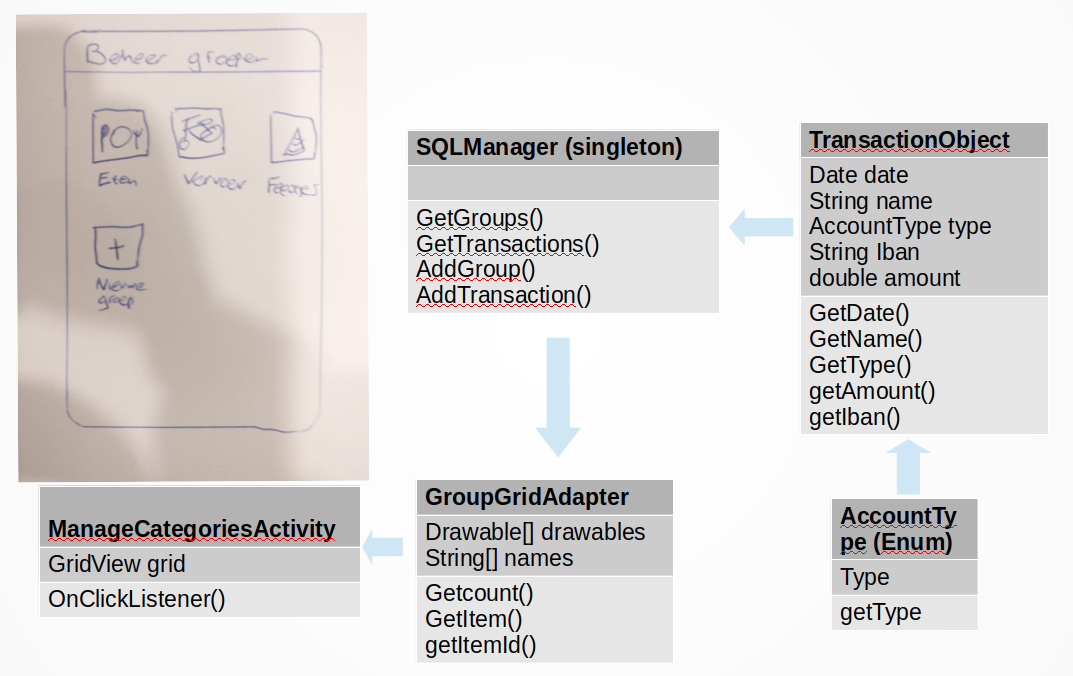 Beheer groepen
Eten
Vervoer
Feestjes
+
Nieuwe
groep
SQLManager (singleton)
GetGroups()
GetTransactions()
AddGroup()
AddTransaction()
TransactionObject
Date date
String name
AccountType type
String Iban
double amount
GetDate()
GetName()
GetType()
getAmount()
getIban()
ManageCategoriesActivity
GridView grid
OnClickListener()
GroupGridAdapter
Drawable[] drawables
String[] names
Getcount()
GetItem()
getItemId()
AccountTy
pe (Enum)
Type
getType